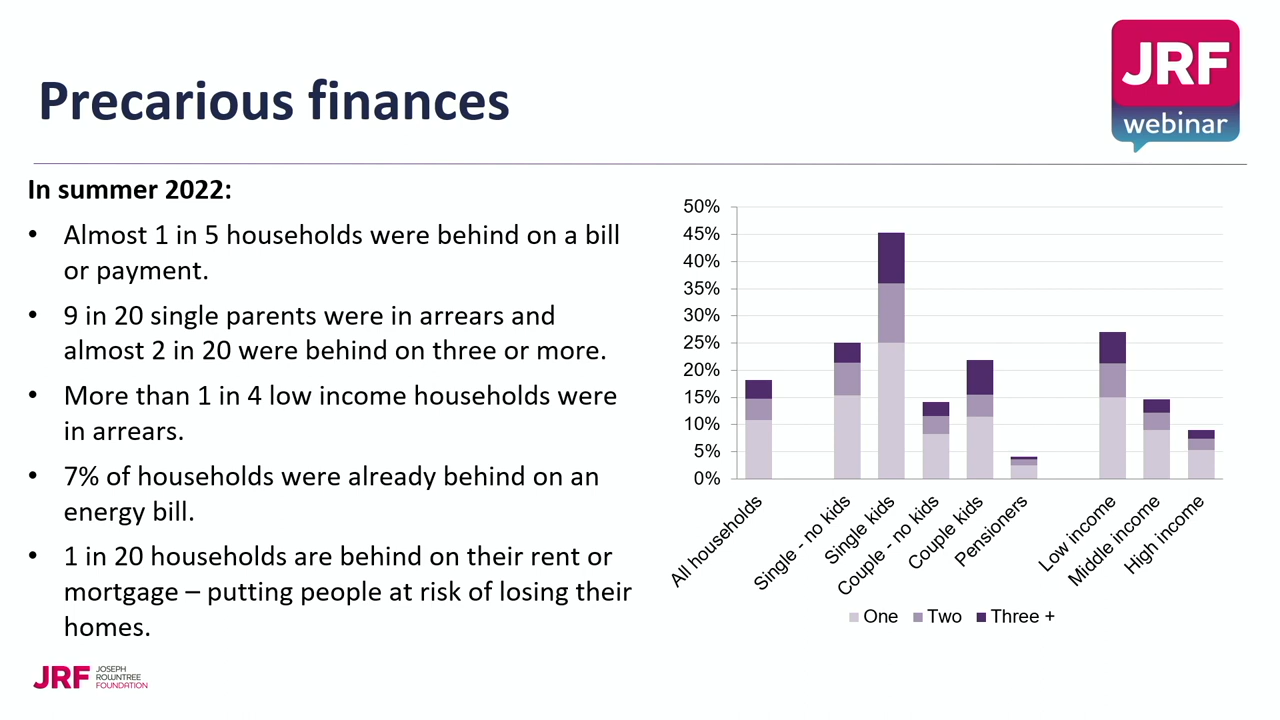 JRF
webinar
Precarious finances
In summer 2022:
• Almost 1 in 5 households were behind on a bill
or payment.
• 9 in 20 single parents were in arrears and
almost 2 in 20 were behind on three or more.
• More than 1 in 4 low income households were
in arrears.
• 7% of households were already behind on an
energy bill.
• 1 in 20 households are behind on their rent or
mortgage – putting people at risk of losing their
homes.
50%
45%
40%
35%
30%
25%
20%
15%
10%
5%
0%
All households
Single - no kids
Single kids
Couple - no kids
Couple kids
Pensioners
Low income
Middle income
High income
One Two Three +
JRF
JOSEPH
ROWNTREE
FOUNDATION